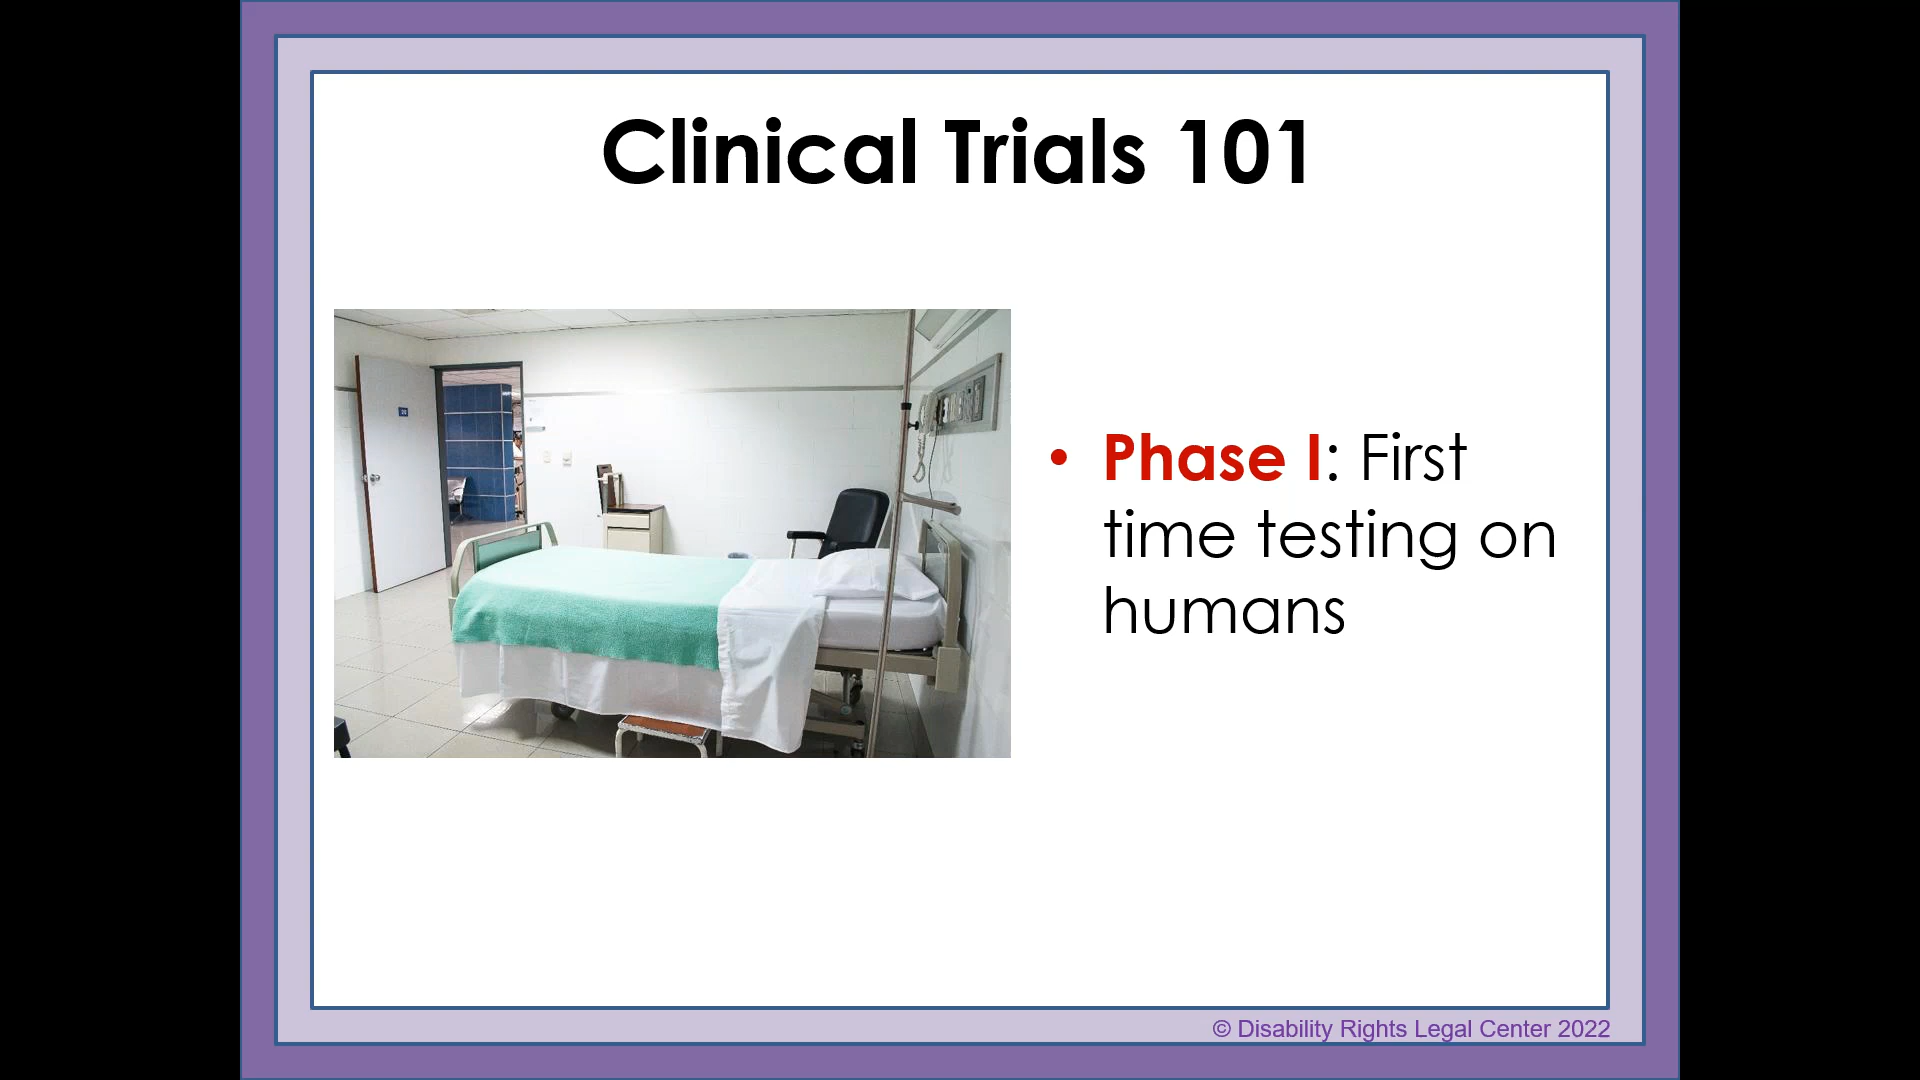 Clinical Trials 101
• Phase I: First
time testing on
humans
© Disability Rights Legal Center 2022